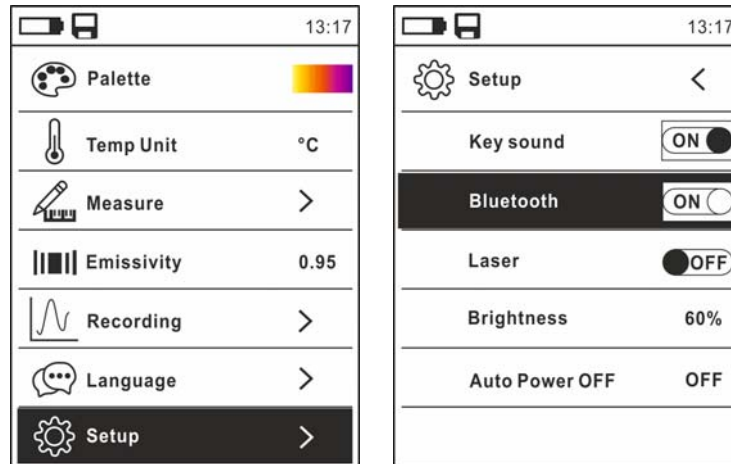 13:17
Palette
Temp Unit °C
Measure >
Emissivity 0.95
Recording >
Language >
Setup >
13:17
Setup <
Key sound ON
Bluetooth ON
Laser OFF
Brightness 60%
Auto Power OFF OFF